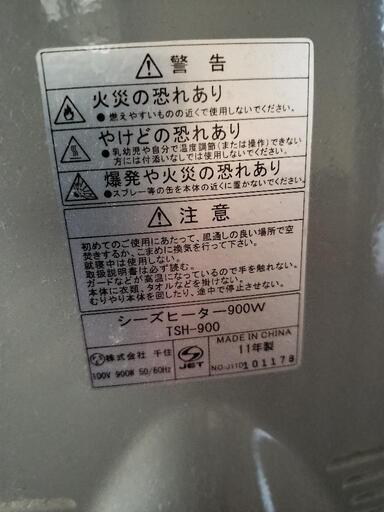 警告
火災の恐れあり
●燃えやすいものの近くで使用しないでください。
やけどの恐れあり
●乳幼児や自分で温度調節(または操作)できない
方には付添いなしでは使用しないでください。
爆発や火災の恐れあり
●スプレー等の缶を本体の近くに置かないでください。
注意
初めてのご使用にあたって、風通しの良い場所で空
焚きするか、こまめに換気を行って下さい。
就寝中は使用しないで下さい。
取扱説明書は必ず読む。
ガードなどが高温になっているので手を触れない。
本体に衣類、タオルなどを掛けない。
むりやり本体を回したり、途中で停止させない。
シーズヒーター900W
TSH-900
株式会社 千住
100V 900W 50/60Hz
JET
MADE IN CHINA
11年製
101178